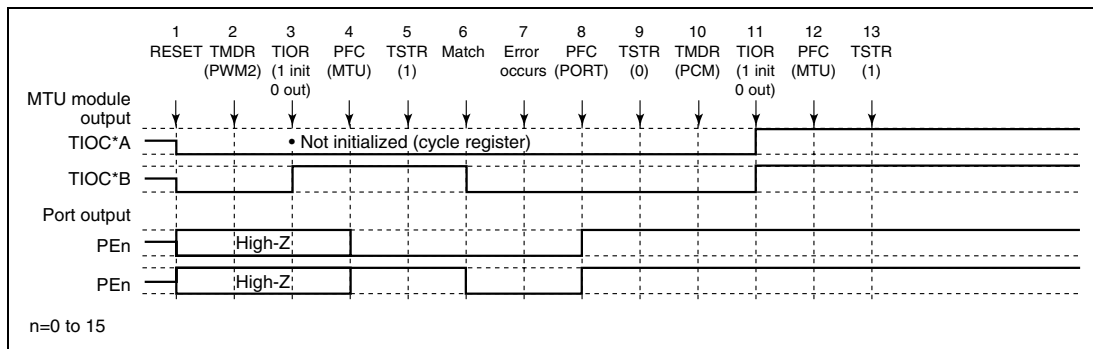 1 2 3 4 5 6 7 8 9 10 11 12 13
RESET TMDR TIOR PFC TSTR Match Error PFC TSTR TMDR TIOR PFC TSTR
(PWM2) (1 init (MTU) (1) occurs (PORT) (0) (PCM) (1 init (MTU) (1)
0 out) 0 out)
MTU module
output
TIOC*A
• Not initialized (cycle register)
TIOC*B
Port output
PEn
High-Z
PEn
High-Z
n=0 to 15